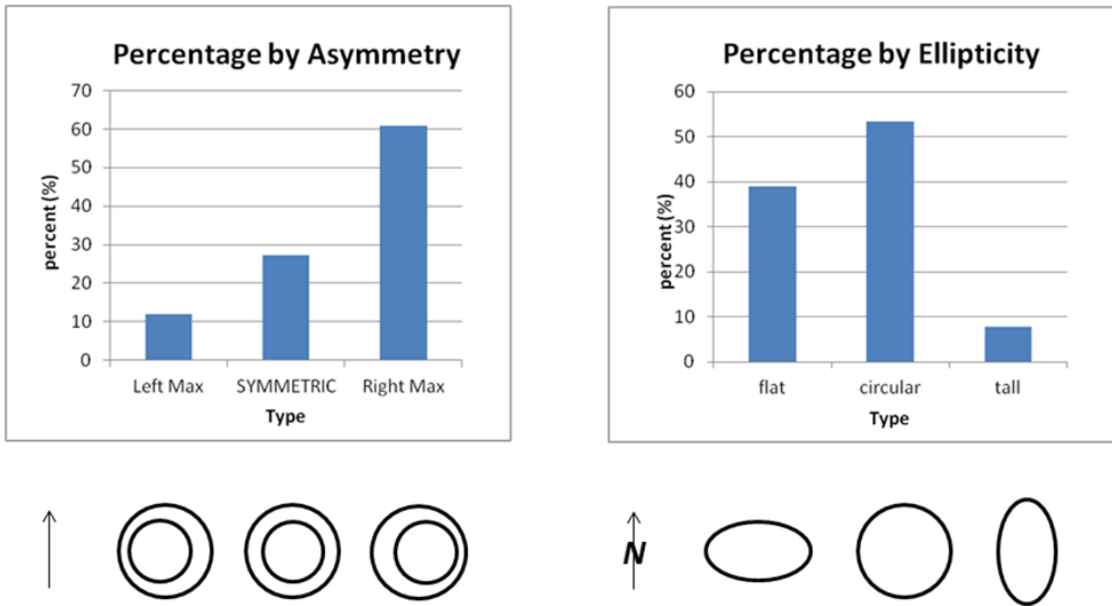 Percentage by Asymmetry
70
60
50
40
30
20
10
0
percent (%)
Left Max SYMMETRIC Right Max
Type
Percentage by Ellipticity
60
50
40
30
20
10
0
percent (%)
flat circular tall
Type
N